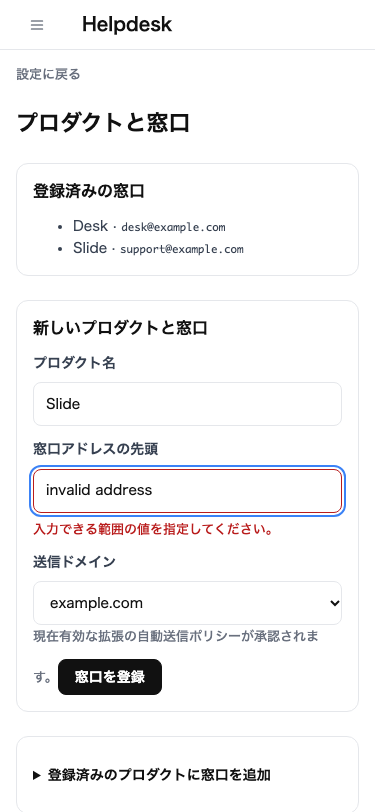 Helpdesk
設定に戻る
プロダクトと窓口
登録済みの窓口
Desk · desk@example.com
Slide · support@example.com
新しいプロダクトと窓口
プロダクト名
Slide
窓口アドレスの先頭
invalid address
入力できる範囲の値を指定してください。
送信ドメイン
example.com
現在有効な拡張の自動送信ポリシーが承認されま
す。 窓口を登録
登録済みのプロダクトに窓口を追加